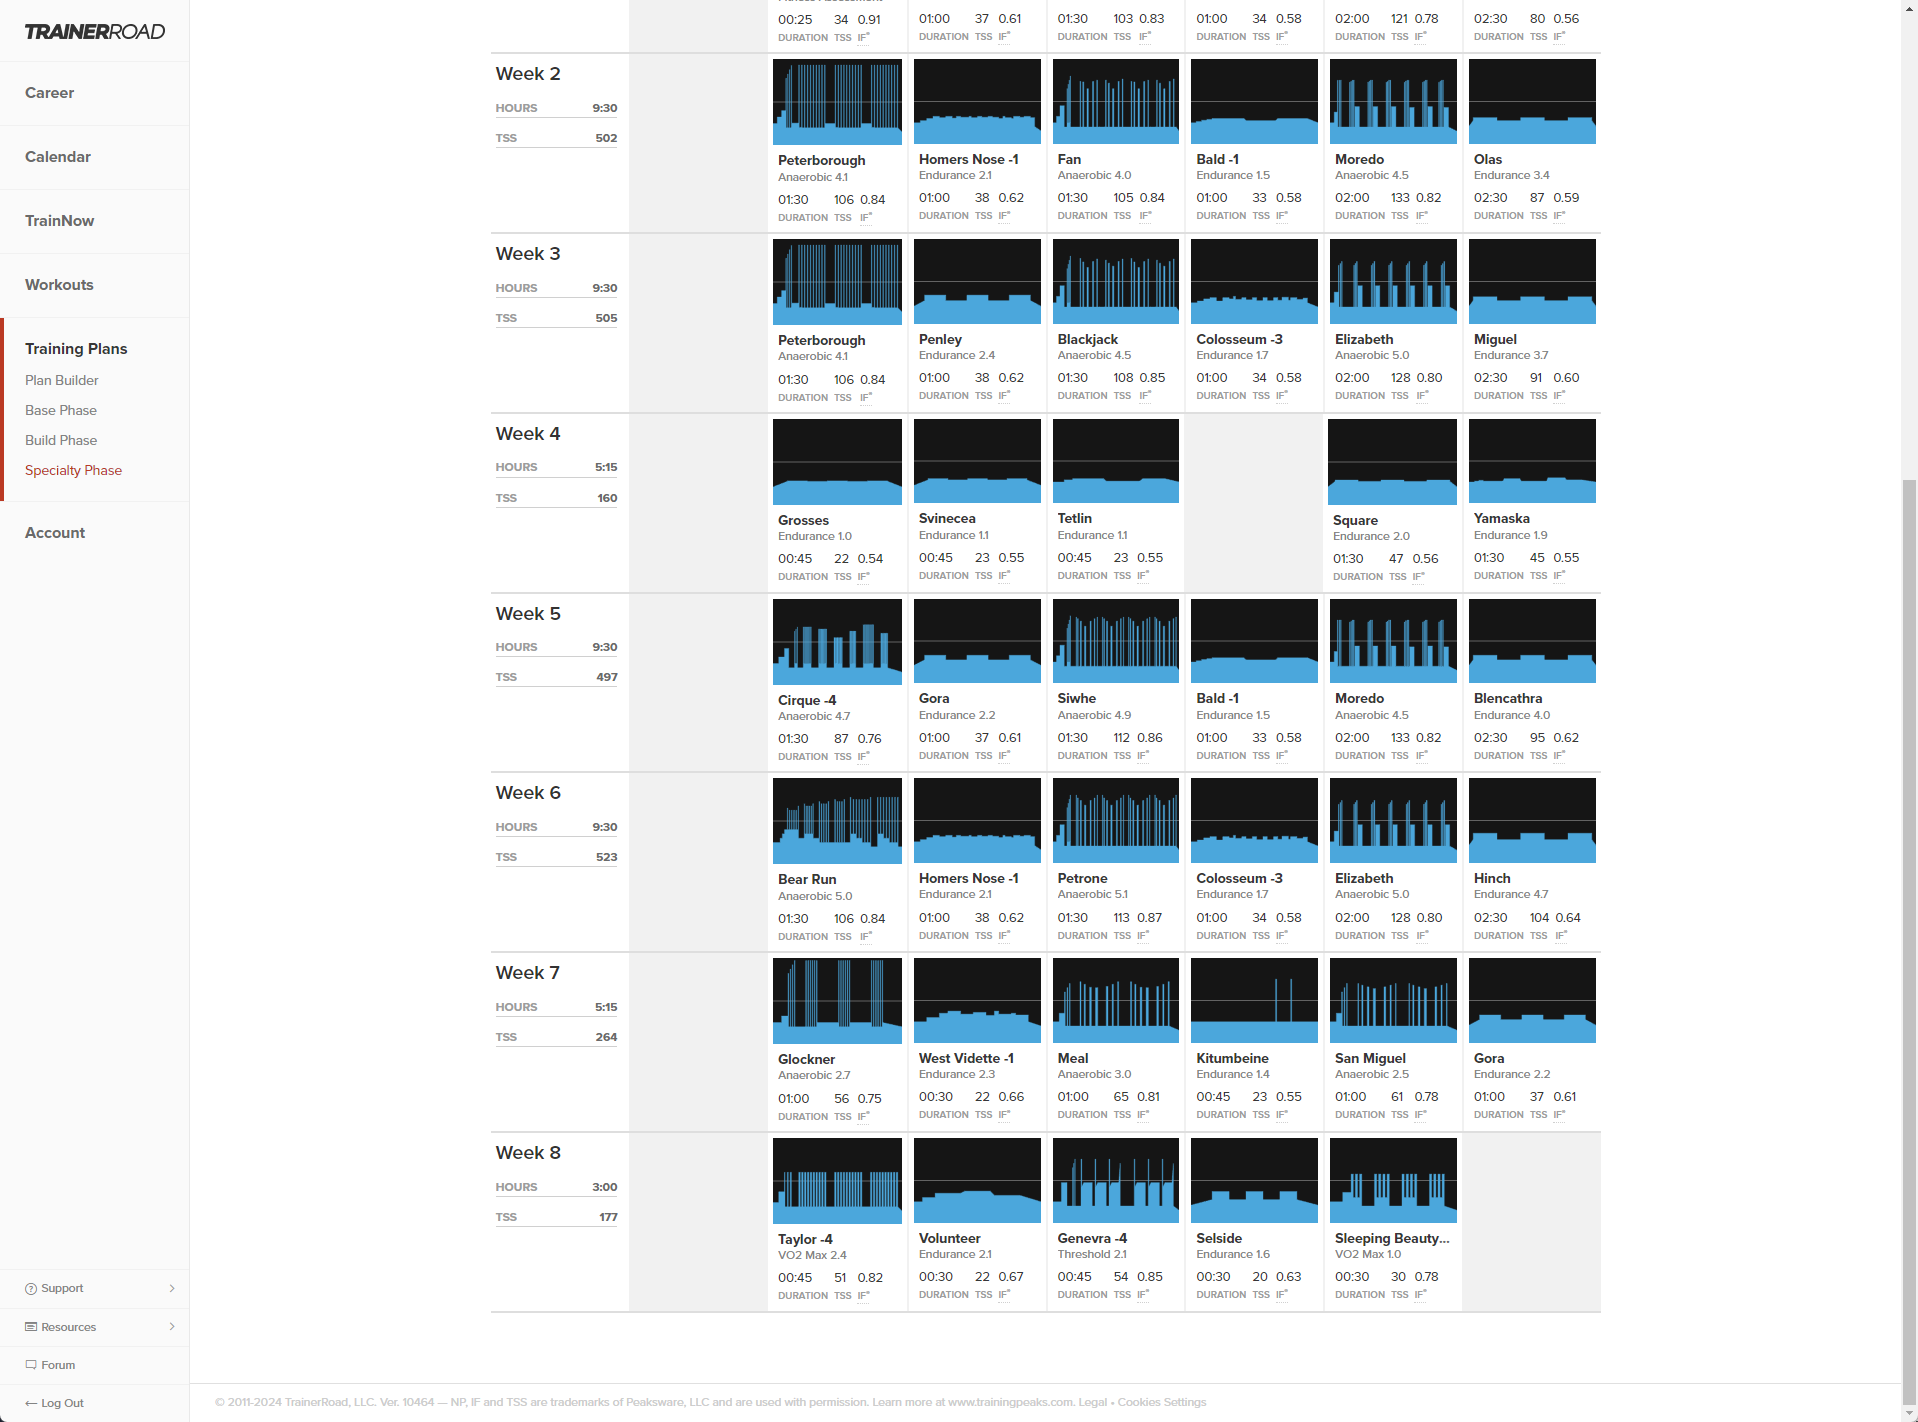 TRAINERROAD
Career
Calendar
TrainNow
Workouts
Training Plans
Plan Builder
Base Phase
Build Phase
Specialty Phase
Account
Support
Resources
Forum
Log Out
00:25 34 0.91 01:00 37 0.61 01:30 103 0.83 01:00 34 0.58 02:00 121 0.78 02:30 80 0.56
DURATION TSS IF* DURATION TSS IF* DURATION TSS IF* DURATION TSS IF* DURATION TSS IF* DURATION TSS IF*
Week 2
HOURS 9:30
TSS 502
Peterborough Homers Nose -1 Fan Bald -1 Moredo Olas
Anaerobic 4.1 Endurance 2.1 Anaerobic 4.0 Endurance 1.5 Anaerobic 4.5 Endurance 3.4
01:30 106 0.84 01:00 38 0.62 01:30 105 0.84 01:00 33 0.58 02:00 133 0.82 02:30 87 0.59
DURATION TSS IF* DURATION TSS IF* DURATION TSS IF* DURATION TSS IF* DURATION TSS IF* DURATION TSS IF*
Week 3
HOURS 9:30
TSS 505
Peterborough Penley Blackjack Colosseum -3 Elizabeth Miguel
Anaerobic 4.1 Endurance 2.4 Anaerobic 4.5 Endurance 1.7 Anaerobic 5.0 Endurance 3.7
01:30 106 0.84 01:00 38 0.62 01:30 108 0.85 01:00 34 0.58 02:00 128 0.80 02:30 91 0.60
DURATION TSS IF* DURATION TSS IF* DURATION TSS IF* DURATION TSS IF* DURATION TSS IF* DURATION TSS IF*
Week 4
HOURS 5:15
TSS 160
Grosses Svinecea Tetlin Square Yamaska
Endurance 1.0 Endurance 1.1 Endurance 1.1 Endurance 2.0 Endurance 1.9
00:45 22 0.54 00:45 23 0.55 00:45 23 0.55 01:30 47 0.56 01:30 45 0.55
DURATION TSS IF* DURATION TSS IF* DURATION TSS IF* DURATION TSS IF* DURATION TSS IF*
Week 5
HOURS 9:30
TSS 497
Cirque -4 Gora Siwhe Bald -1 Moredo Blencathra
Anaerobic 4.7 Endurance 2.2 Anaerobic 4.9 Endurance 1.5 Anaerobic 4.5 Endurance 4.0
01:30 87 0.76 01:00 37 0.61 01:30 112 0.86 01:00 33 0.58 02:00 133 0.82 02:30 95 0.62
DURATION TSS IF* DURATION TSS IF* DURATION TSS IF* DURATION TSS IF* DURATION TSS IF* DURATION TSS IF*
Week 6
HOURS 9:30
TSS 523
Bear Run Homers Nose -1 Petrone Colosseum -3 Elizabeth Hinch
Anaerobic 5.0 Endurance 2.1 Anaerobic 5.1 Endurance 1.7 Anaerobic 5.0 Endurance 4.7
01:30 106 0.84 01:00 38 0.62 01:30 113 0.87 01:00 34 0.58 02:00 128 0.80 02:30 104 0.64
DURATION TSS IF* DURATION TSS IF* DURATION TSS IF* DURATION TSS IF* DURATION TSS IF* DURATION TSS IF*
Week 7
HOURS 5:15
TSS 264
Glockner West Vidette -1 Meal Kitumbeine San Miguel Gora
Anaerobic 2.7 Endurance 2.3 Anaerobic 3.0 Endurance 1.4 Anaerobic 2.5 Endurance 2.2
01:00 56 0.75 00:30 22 0.66 01:00 65 0.81 00:45 23 0.55 01:00 61 0.78 01:00 37 0.61
DURATION TSS IF* DURATION TSS IF* DURATION TSS IF* DURATION TSS IF* DURATION TSS IF* DURATION TSS IF*
Week 8
HOURS 3:00
TSS 177
Taylor -4 Volunteer Genevra -4 Selside Sleeping Beauty...
VO2 Max 2.4 Endurance 2.1 Threshold 2.1 Endurance 1.6 VO2 Max 1.0
00:45 51 0.82 00:30 22 0.67 00:45 54 0.85 00:30 20 0.63 00:30 30 0.78
DURATION TSS IF* DURATION TSS IF* DURATION TSS IF* DURATION TSS IF* DURATION TSS IF*
© 2011-2024 TrainerRoad, LLC. Ver. 10464 — NP, IF and TSS are trademarks of Peaksware, LLC and are used with permission. Learn more at www.trainingpeaks.com. Legal • Cookies Settings